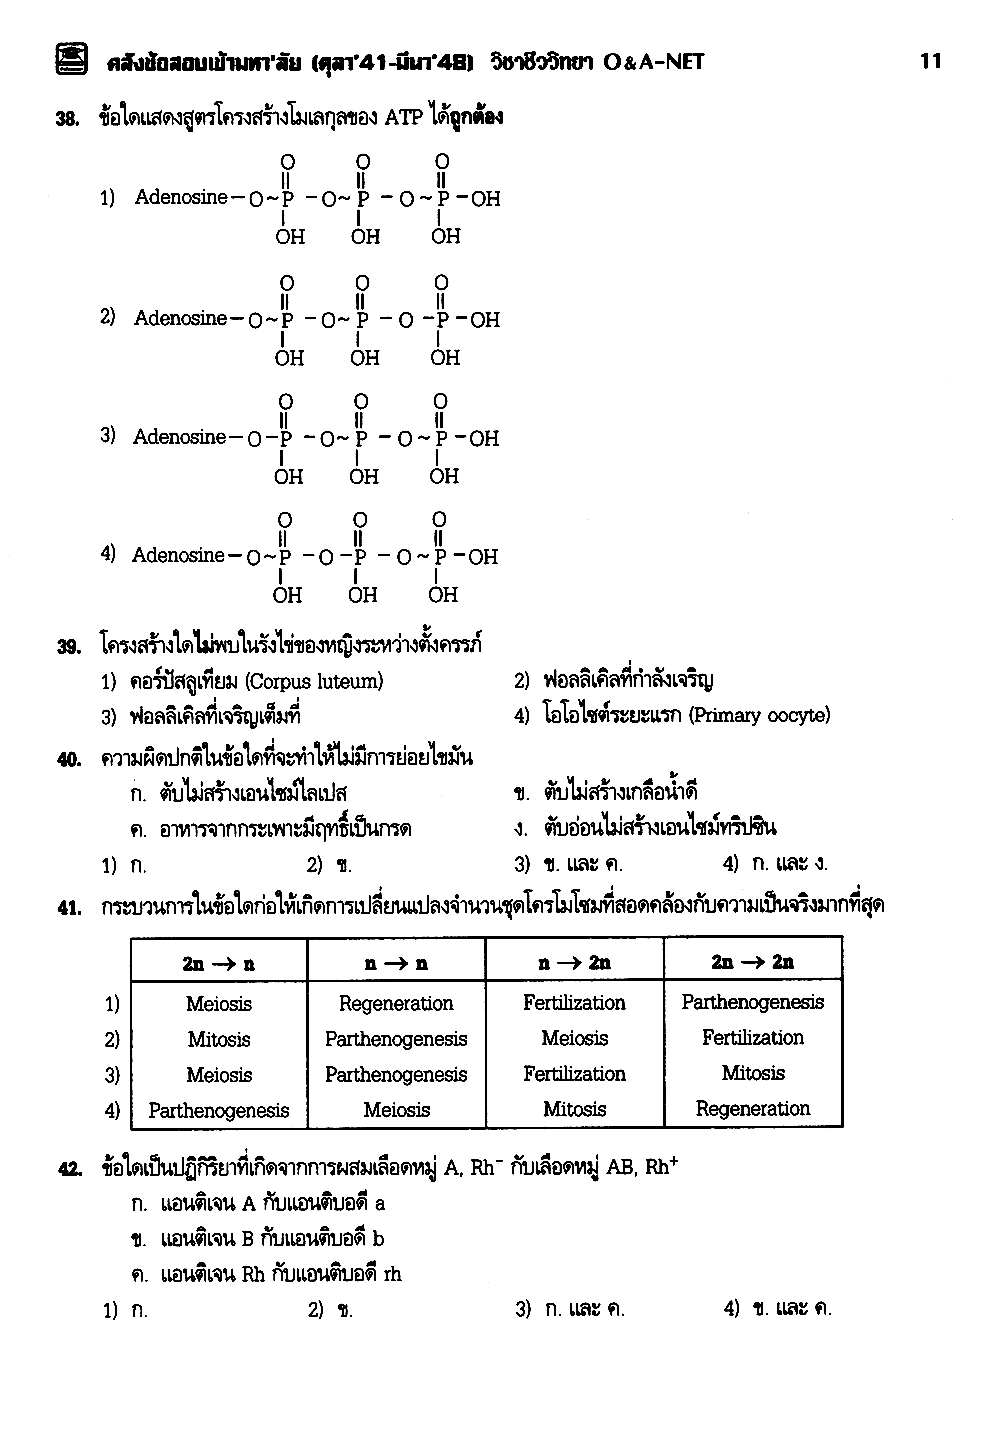 คลังข้อสอบเข้ามหา'ลัย (ตุลา'41-มีนา'48) วิชาชีววิทยา O & A-NET 11
38. ข้อใดแสดงสูตรโครงสร้างโมเลกุลของ ATP ได้ถูกต้อง
O O O
|| || ||
1) Adenosine – O ~ P – O ~ P – O ~ P – OH
| | |
OH OH OH
O O O
|| || ||
2) Adenosine – O ~ P – O ~ P – O – P – OH
| | |
OH OH OH
O O O
|| || ||
3) Adenosine – O – P – O ~ P – O ~ P – OH
| | |
OH OH OH
O O O
|| || ||
4) Adenosine – O ~ P – O – P – O ~ P – OH
| | |
OH OH OH
39. โครงสร้างใดไม่พบในรังไข่ของหญิงระหว่างตั้งครรภ์
1) คอร์ปัสลูเทียม (Corpus luteum) 2) ฟอลลิเคิลที่กำลังเจริญ
3) ฟอลลิเคิลที่เจริญเต็มที่ 4) โอโอไซต์ระยะแรก (Primary oocyte)
40. ความผิดปกติในข้อใดที่จะทำให้ไม่มีการย่อยไขมัน
ก. ตับไม่สร้างเอนไซม์ไลเปส ข. ตับไม่สร้างเกลือน้ำดี
ค. อาหารจากกระเพาะมีฤทธิ์เป็นกรด ง. ตับอ่อนไม่สร้างเอนไซม์ทริปซิน
1) ก. 2) ข. 3) ข. และ ค. 4) ก. และ ง.
41. กระบวนการในข้อใดก่อให้เกิดการเปลี่ยนแปลงจำนวนชุดโครโมโซมที่สอดคล้องกับความเป็นจริงมากที่สุด
2n → n n → n n → 2n 2n → 2n
1) Meiosis Regeneration Fertilization Parthenogenesis
2) Mitosis Parthenogenesis Meiosis Fertilization
3) Meiosis Parthenogenesis Fertilization Mitosis
4) Parthenogenesis Meiosis Mitosis Regeneration
42. ข้อใดเป็นปฏิกิริยาที่เกิดจากการผสมเลือดหมู่ A, Rh⁻ กับเลือดหมู่ AB, Rh⁺
ก. แอนติเจน A กับแอนติบอดี a
ข. แอนติเจน B กับแอนติบอดี b
ค. แอนติเจน Rh กับแอนติบอดี rh
1) ก. 2) ข. 3) ก. และ ค. 4) ข. และ ค.